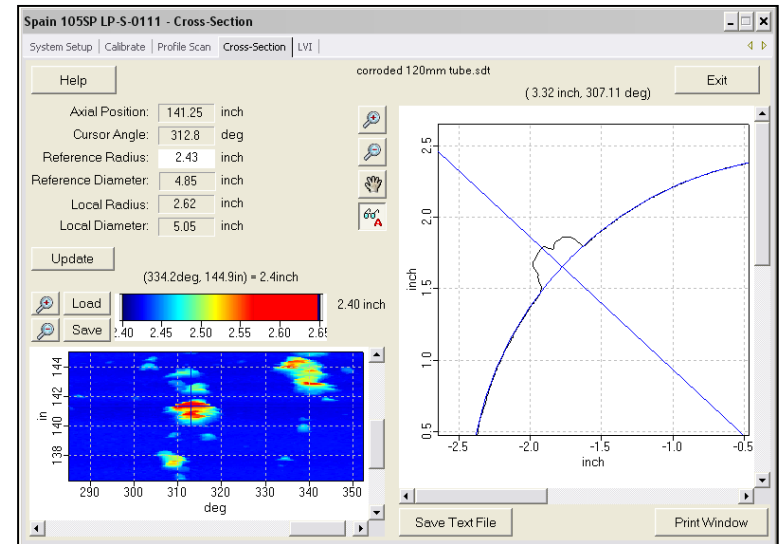 Spain 105SP LP-S-0111 - Cross-Section
System Setup | Calibrate | Profile Scan | Cross-Section | LVI
Help
corroded 120mm tube.sdt
(3.32 inch, 307.11 deg)
Exit
Axial Position: 141.25 inch
Cursor Angle: 312.8 deg
Reference Radius: 2.43 inch
Reference Diameter: 4.85 inch
Local Radius: 2.62 inch
Local Diameter: 5.05 inch
A
Update
(334.2deg, 144.9in) = 2.4inch
Load
Save
2.40 inch
2.40 2.45 2.50 2.55 2.60 2.65
144
142
140
138
in
290 300 310 320 330 340 350
deg
2.5
2.0
1.5
1.0
0.5
inch
-2.5 -2.0 -1.5 -1.0 -0.5
inch
Save Text File
Print Window